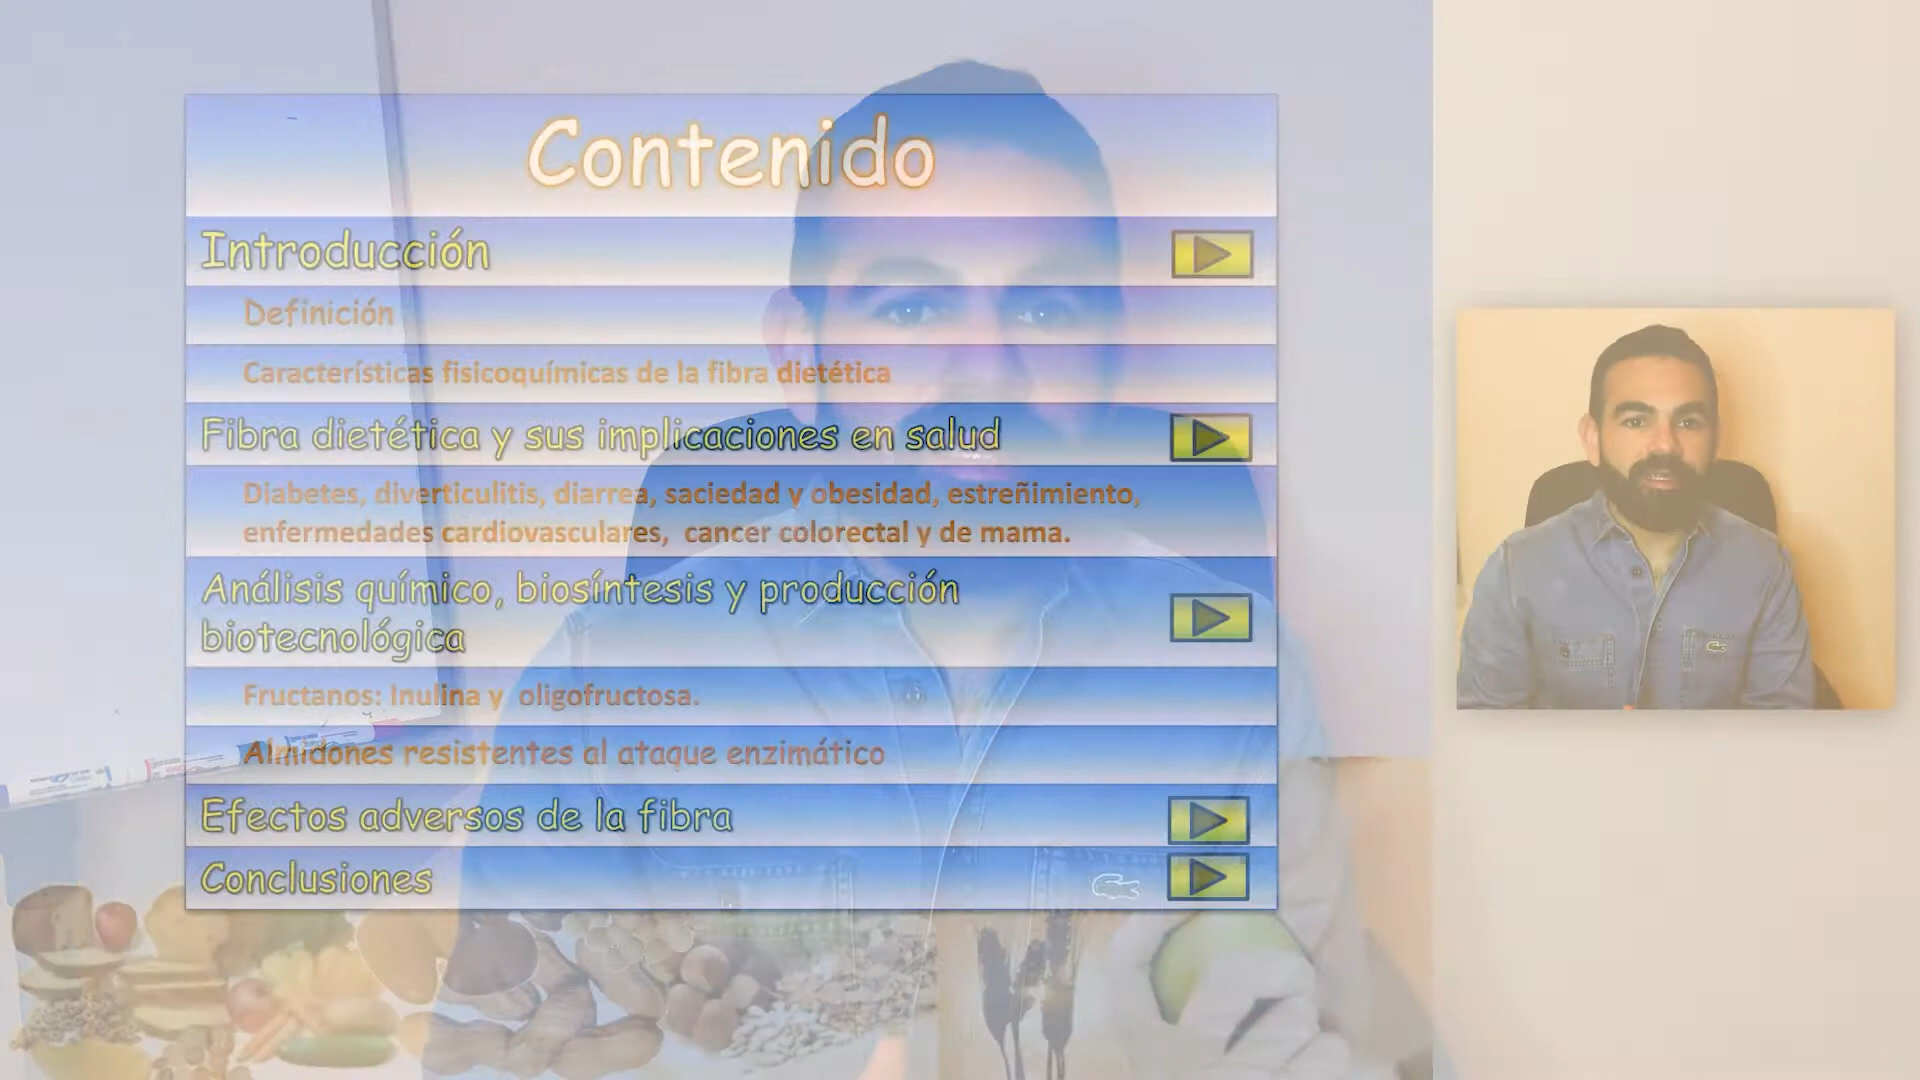 Contenido
Introducción
Definición
Características fisicoquímicas de la fibra dietética
Fibra dietética y sus implicaciones en salud
Diabetes, diverticulitis, diarrea, saciedad y obesidad, estreñimiento,
enfermedades cardiovasculares, cancer colorectal y de mama.
Análisis químico, biosíntesis y producción
biotecnológica
Fructanos: Inulina y oligofructosa.
Almidones resistentes al ataque enzimático
Efectos adversos de la fibra
Conclusiones